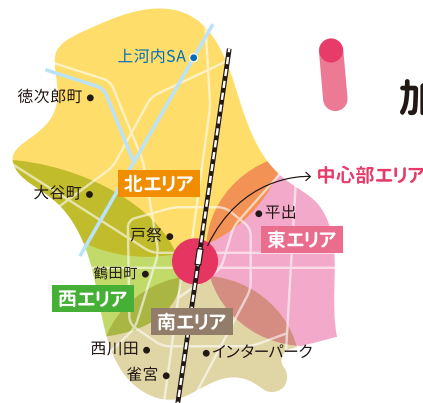 上河内SA
加
徳次郎町
中心部エリア
北エリア
大谷町
平出
戸祭
東エリア
鶴田町
西エリア
南エリア
西川田
インターパーク
雀宮